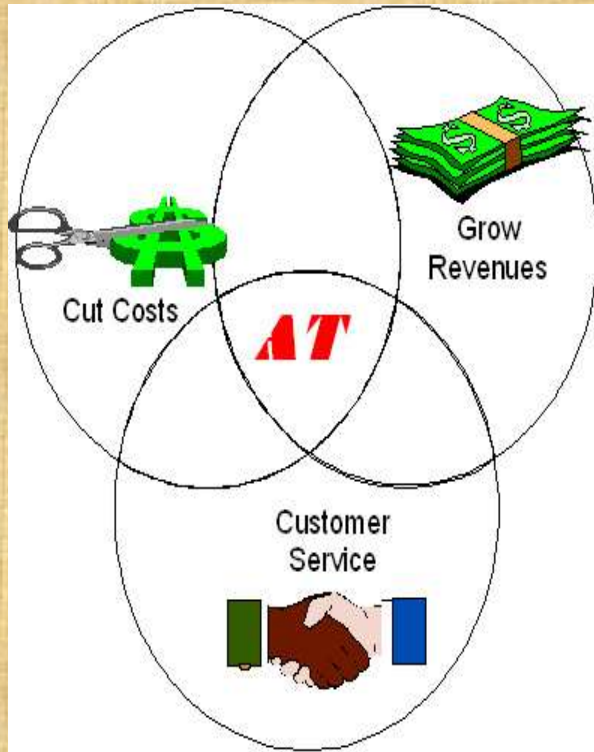 Grow
Revenues
Cut Costs
AT
Customer
Service